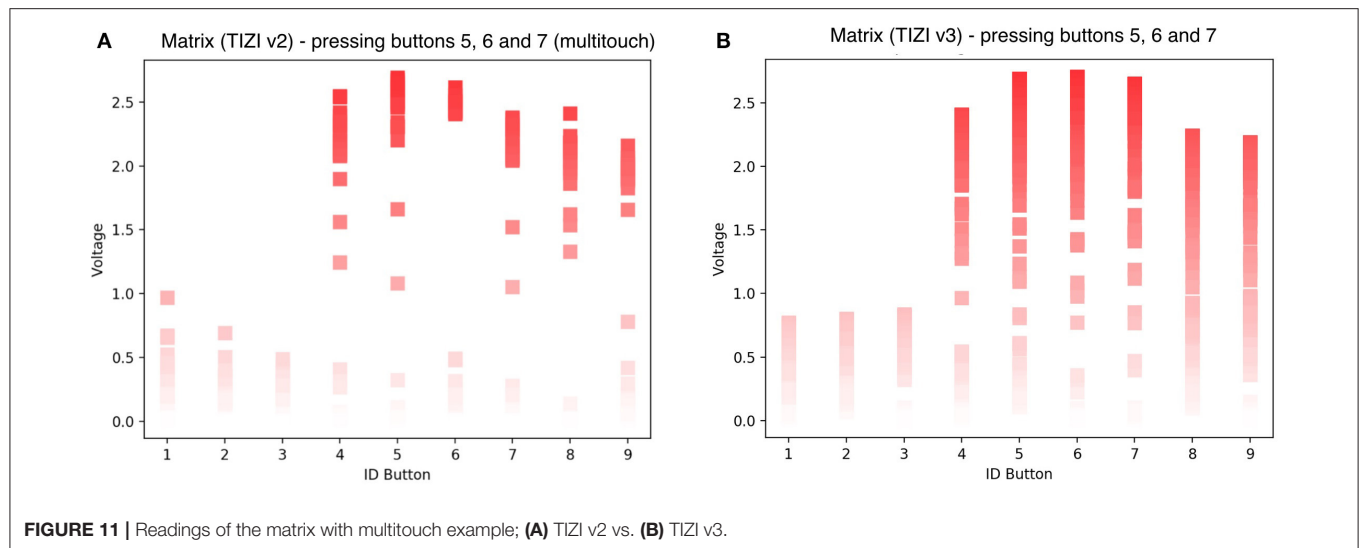 A
Matrix (TIZI v2) - pressing buttons 5, 6 and 7 (multitouch)
Voltage
2.5
2.0
1.5
1.0
0.5
0.0
1 2 3 4 5 6 7 8 9
ID Button
B
Matrix (TIZI v3) - pressing buttons 5, 6 and 7
Voltage
2.5
2.0
1.5
1.0
0.5
0.0
1 2 3 4 5 6 7 8 9
ID Button
FIGURE 11 | Readings of the matrix with multitouch example; (A) TIZI v2 vs. (B) TIZI v3.